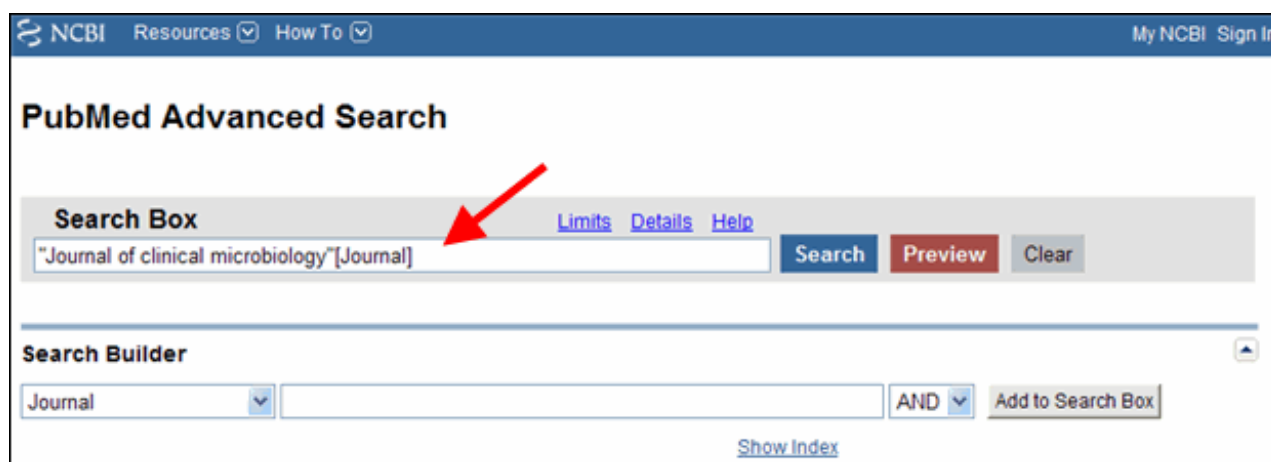 NCBI Resources How To My NCBI Sign In
PubMed Advanced Search
Search Box Limits Details Help
"Journal of clinical microbiology"[Journal] Search Preview Clear
Search Builder
Journal AND Add to Search Box
Show Index